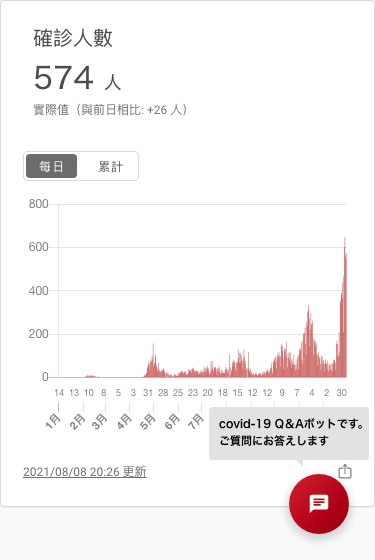 確診人數
574 人
實際值（與前日相比: +26 人）
每日 累計
800
600
400
200
0
14 13 10 8 5 3 31 28 25 23 20 18 15 12 12 9 7 4 2 30
1月 2月 3月 4月 5月 6月 7月
covid-19 Q&Aボットです。
ご質問にお答えします
2021/08/08 20:26 更新